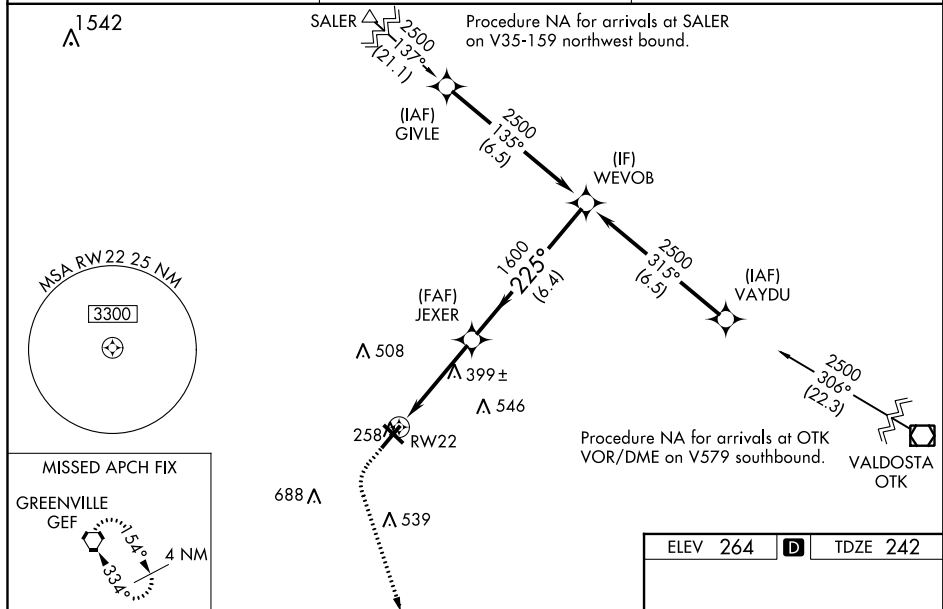 1542
SALER
2500
137°
(21.1)
Procedure NA for arrivals at SALER
on V35-159 northwest bound.
(IAF)
GIVLE
2500
135°
(6.5)
(IF)
WEVOB
1600
225°
(6.4)
2500
315°
(6.5)
(IAF)
VAYDU
MSA RW 22 25 NM
3300
(FAF)
JEXER
508
399±
546
2500
306°
(22.3)
258
RW22
Procedure NA for arrivals at OTK
VOR/DME on V579 southbound.
VALDOSTA
OTK
MISSED APCH FIX
GREENVILLE
GEF
154°
4 NM
334°
688
539
ELEV 264 D TDZE 242